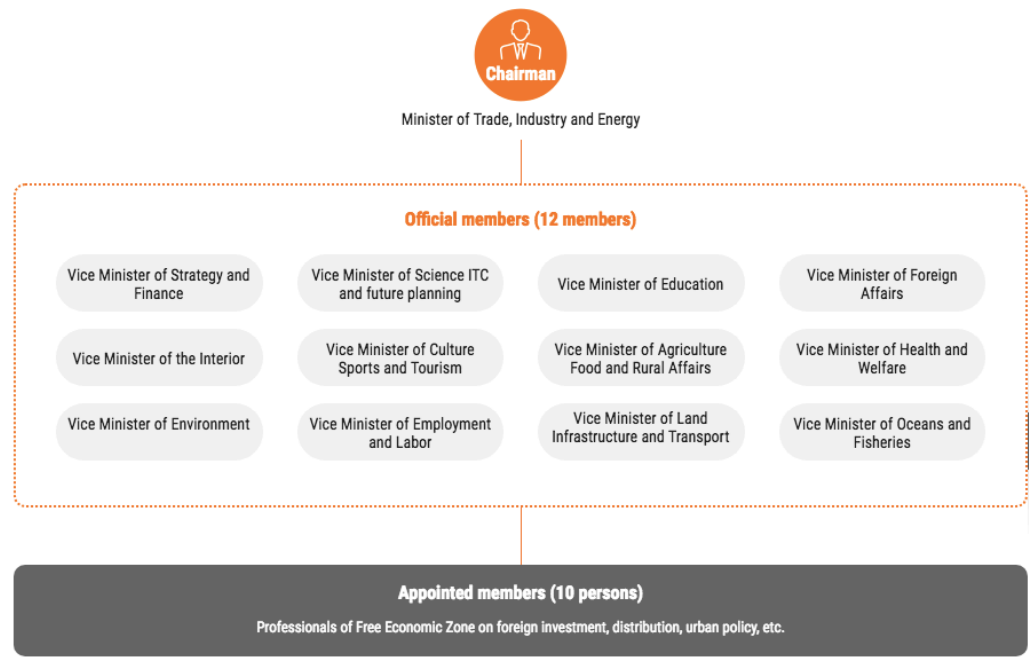 Chairman
Minister of Trade, Industry and Energy
Official members (12 members)
Vice Minister of Strategy and
Finance
Vice Minister of Science ITC
and future planning
Vice Minister of Education
Vice Minister of Foreign
Affairs
Vice Minister of the Interior
Vice Minister of Culture
Sports and Tourism
Vice Minister of Agriculture
Food and Rural Affairs
Vice Minister of Health and
Welfare
Vice Minister of Environment
Vice Minister of Employment
and Labor
Vice Minister of Land
Infrastructure and Transport
Vice Minister of Oceans and
Fisheries
Appointed members (10 persons)
Professionals of Free Economic Zone on foreign investment, distribution, urban policy, etc.